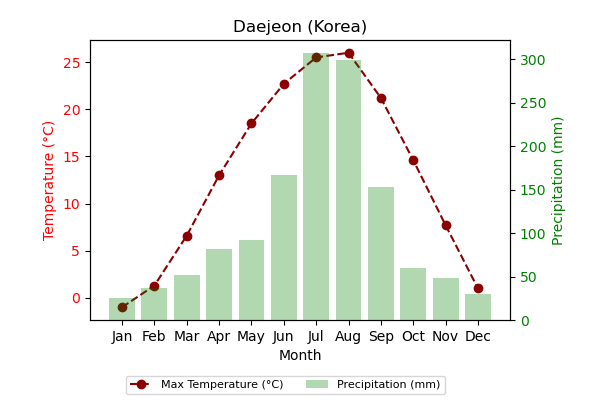 Daejeon (Korea)
25
20
15
10
5
0
Temperature (°C)
300
250
200
150
100
50
0
Precipitation (mm)
Jan Feb Mar Apr May Jun Jul Aug Sep Oct Nov Dec
Month
Max Temperature (°C) Precipitation (mm)